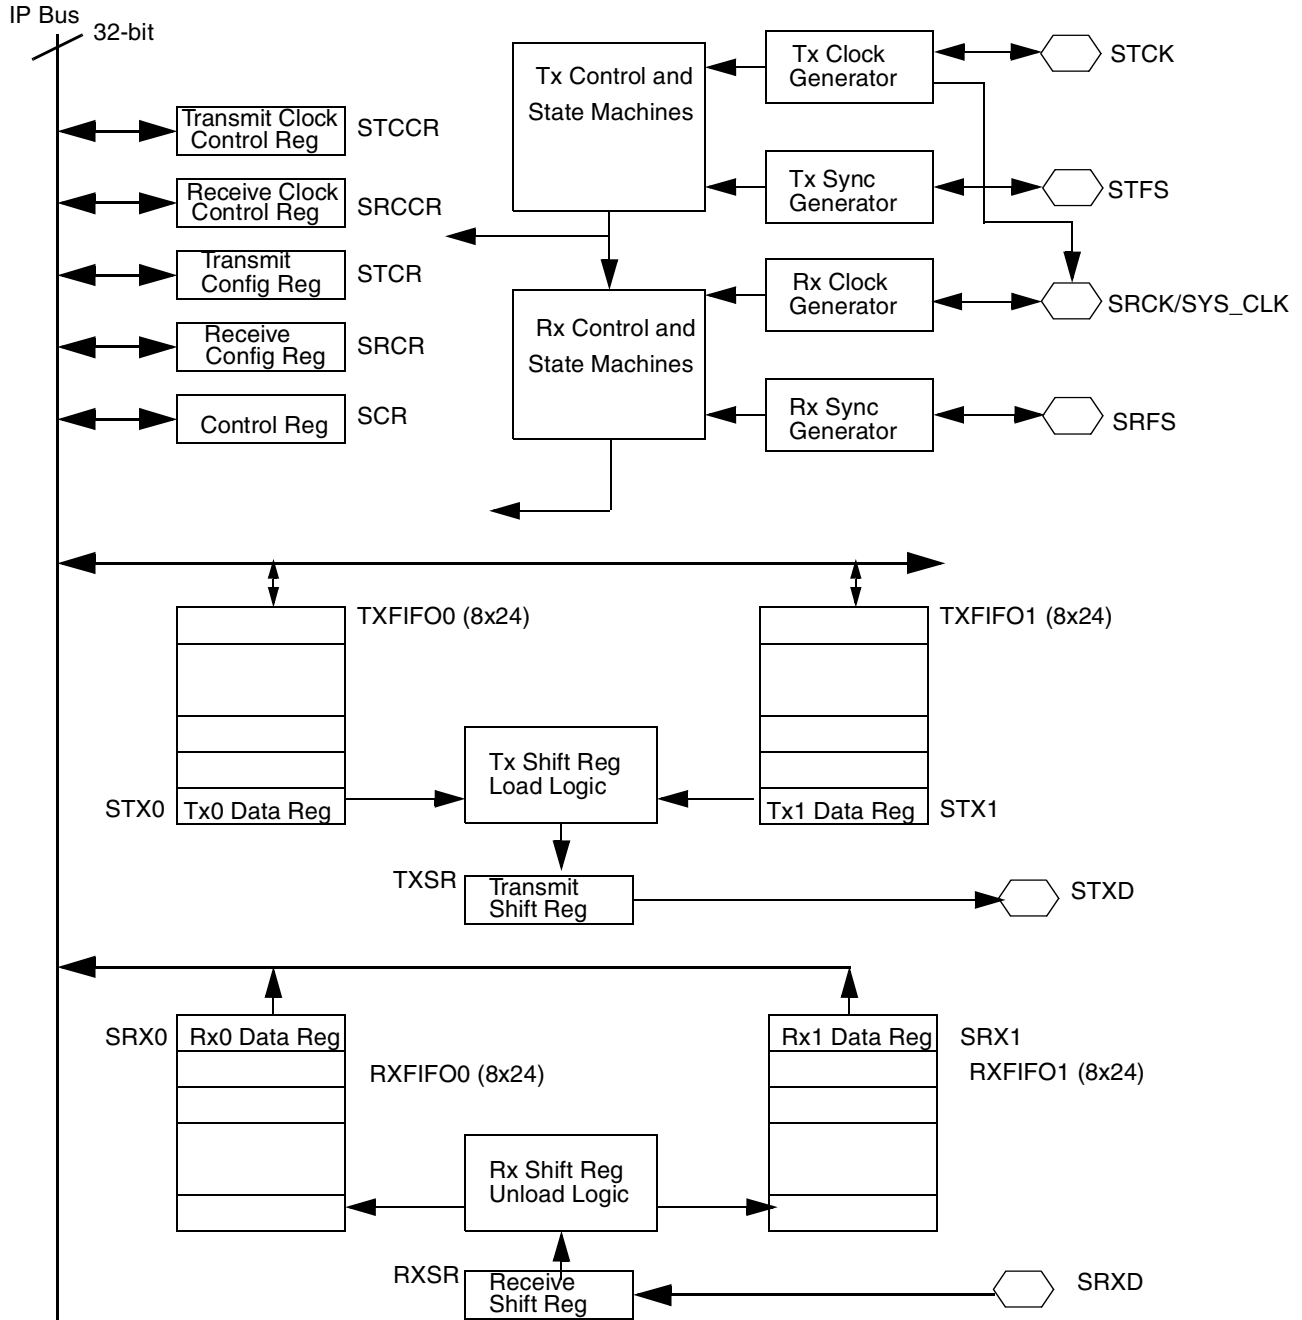 IP Bus
32-bit
Transmit Clock
Control Reg
STCCR
Receive Clock
Control Reg
SRCCR
Transmit
Config Reg
STCR
Receive
Config Reg
SRCR
Control Reg
SCR
Tx Control and
State Machines
Tx Clock
Generator
STCK
Tx Sync
Generator
STFS
Rx Control and
State Machines
Rx Clock
Generator
SRCK/SYS_CLK
Rx Sync
Generator
SRFS
TXFIFO0 (8x24)
TXFIFO1 (8x24)
Tx Shift Reg
Load Logic
STX0
Tx0 Data Reg
Tx1 Data Reg
STX1
TXSR
Transmit
Shift Reg
STXD
SRX0
Rx0 Data Reg
Rx1 Data Reg
SRX1
RXFIFO0 (8x24)
RXFIFO1 (8x24)
Rx Shift Reg
Unload Logic
RXSR
Receive
Shift Reg
SRXD